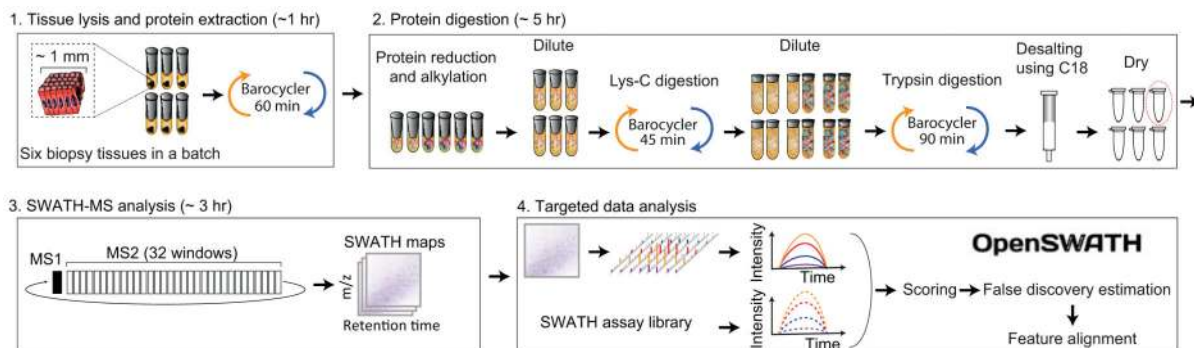 1. Tissue lysis and protein extraction (~1 hr)
~ 1 mm
Barocycler
60 min
Six biopsy tissues in a batch
2. Protein digestion (~ 5 hr)
Protein reduction
and alkylation
Dilute
Lys-C digestion
Barocycler
45 min
Dilute
Trypsin digestion
Barocycler
90 min
Desalting
using C18
Dry
3. SWATH-MS analysis (~ 3 hr)
MS1
MS2 (32 windows)
SWATH maps
m/z
Retention time
4. Targeted data analysis
Intensity
Time
SWATH assay library
Intensity
Time
OpenSWATH
Scoring
False discovery estimation
Feature alignment